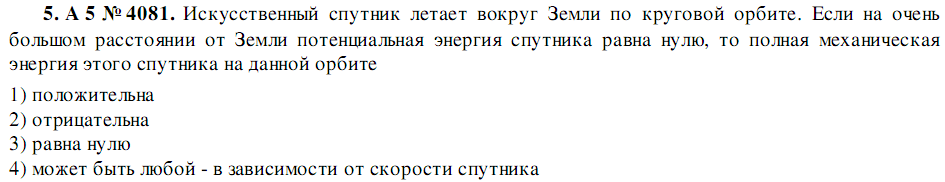 5. А 5 № 4081. Искусственный спутник летает вокруг Земли по круговой орбите. Если на очень
большом расстоянии от Земли потенциальная энергия спутника равна нулю, то полная механическая
энергия этого спутника на данной орбите
1) положительна
2) отрицательна
3) равна нулю
4) может быть любой - в зависимости от скорости спутника